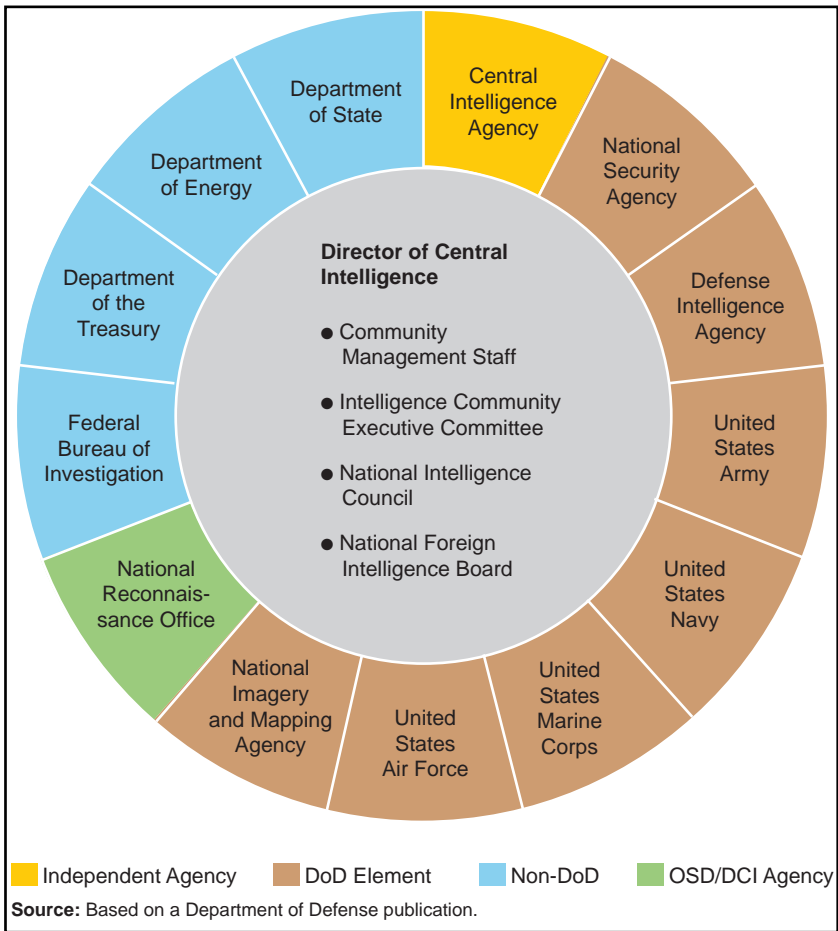 Central
Intelligence
Agency
National
Security
Agency
Defense
Intelligence
Agency
United
States
Army
United
States
Navy
United
States
Marine
Corps
United
States
Air Force
National
Imagery
and Mapping
Agency
National
Reconnais-
sance Office
Federal
Bureau of
Investigation
Department
of the
Treasury
Department
of Energy
Department
of State
Director of Central
Intelligence
● Community
Management Staff
● Intelligence Community
Executive Committee
● National Intelligence
Council
● National Foreign
Intelligence Board
Independent Agency DoD Element Non-DoD OSD/DCI Agency
Source: Based on a Department of Defense publication.